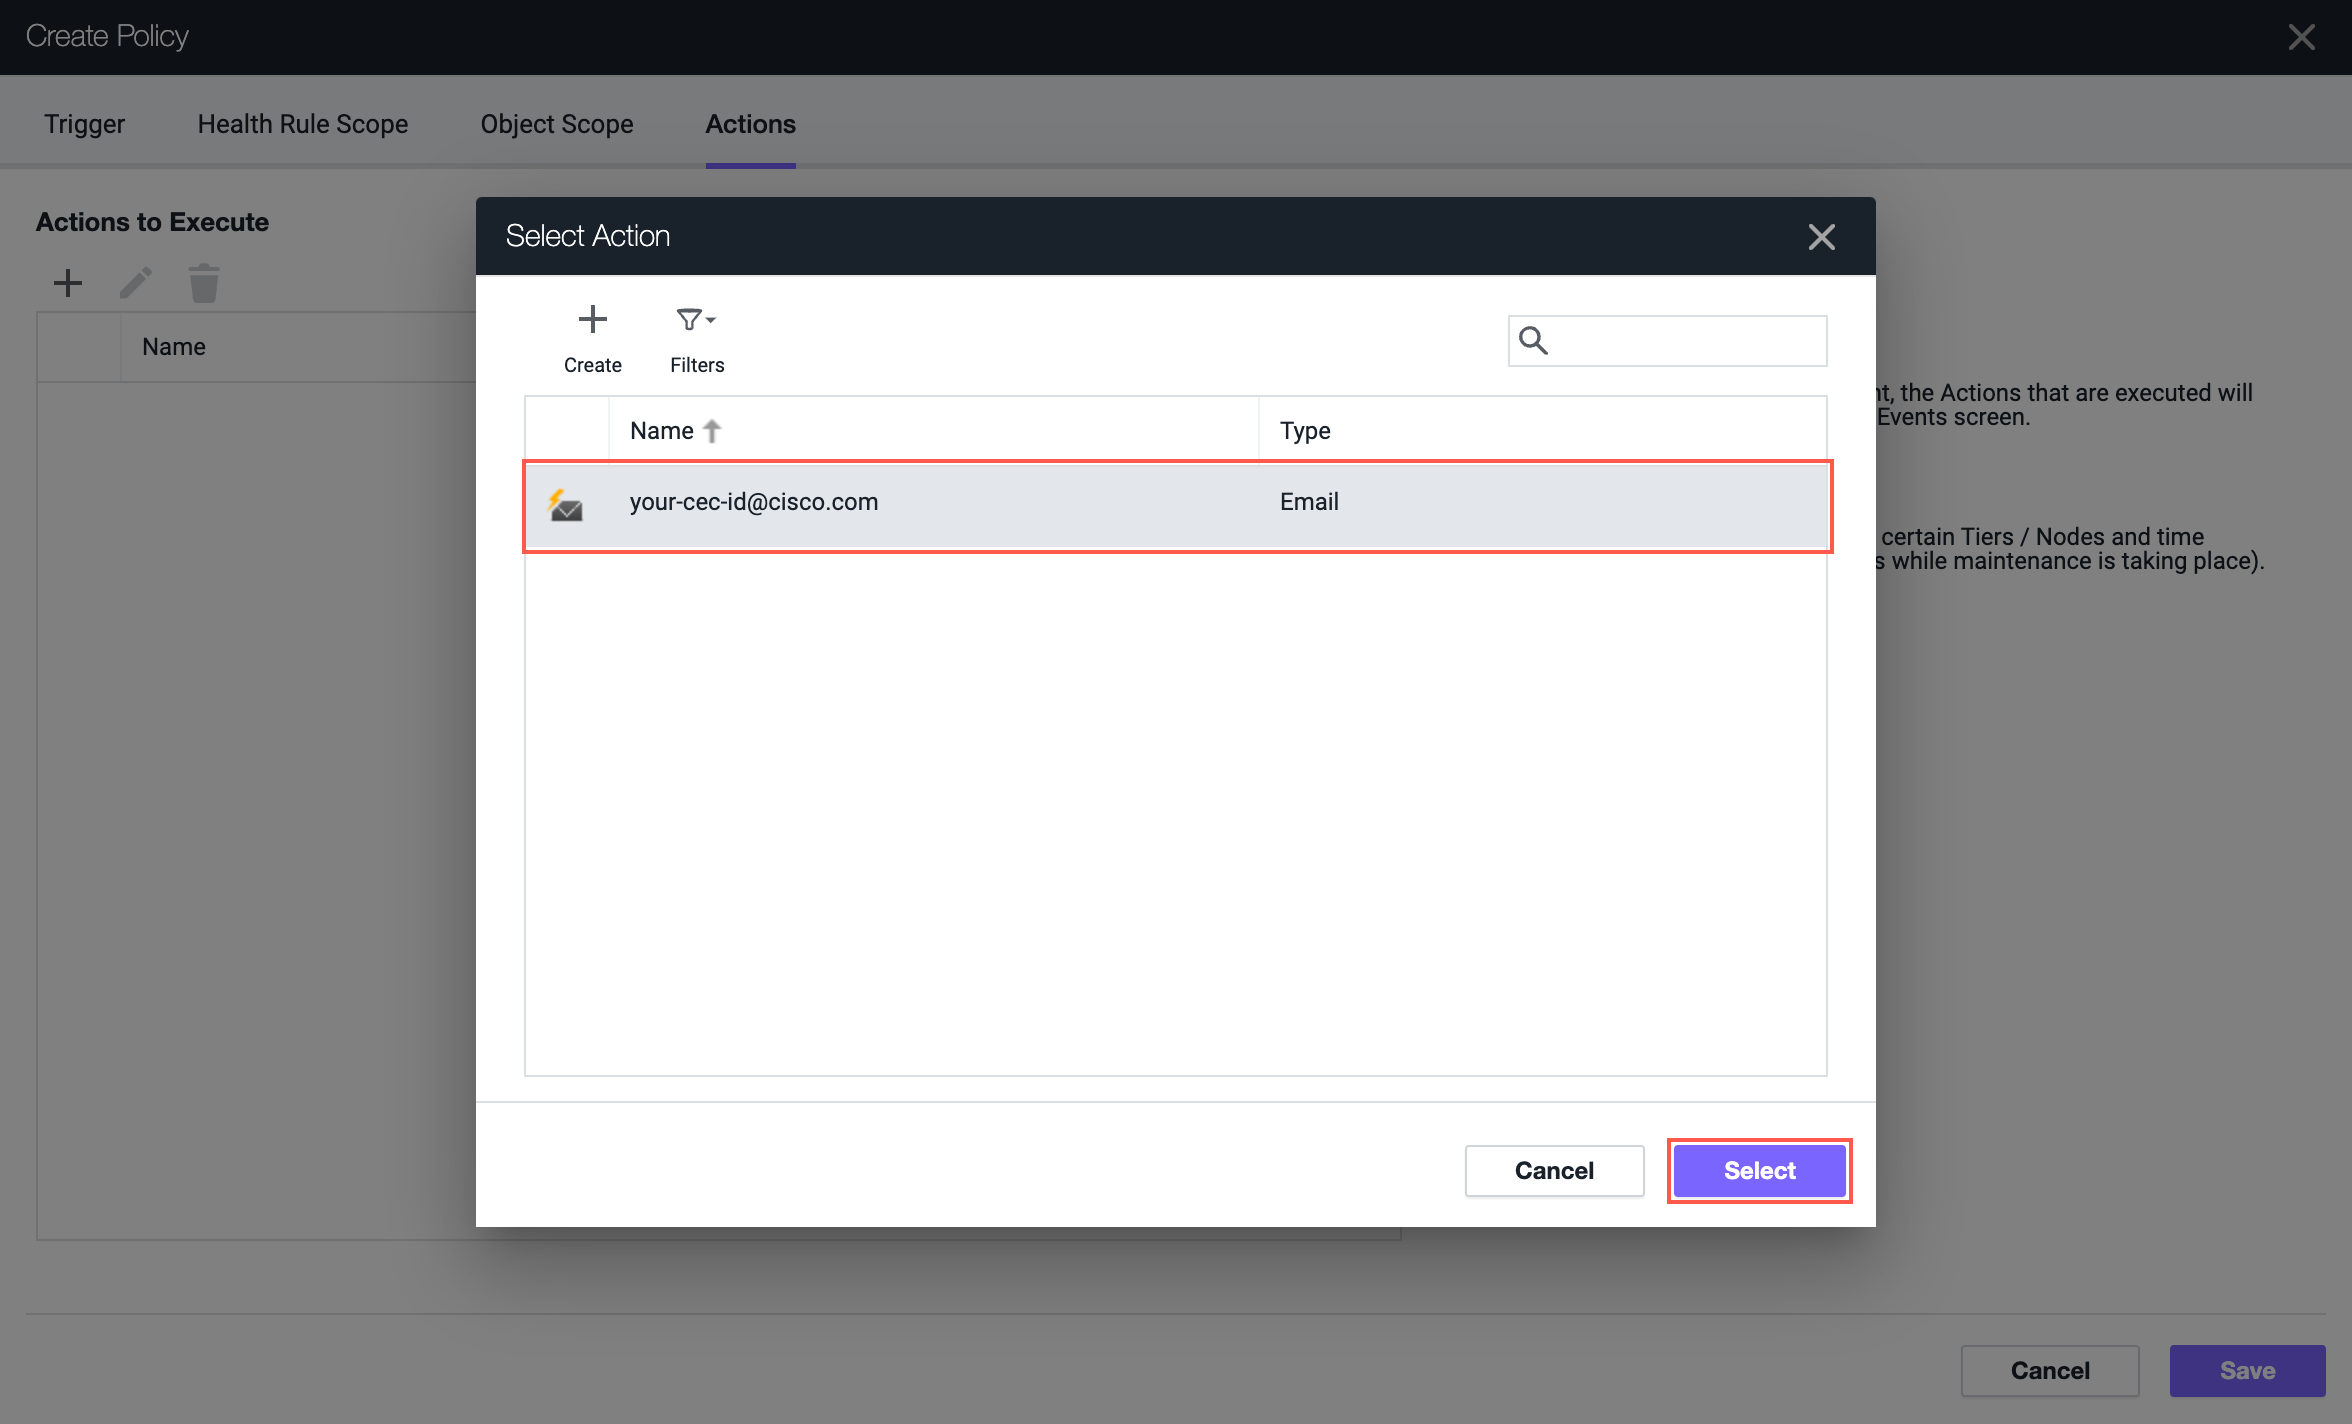 Create Policy
Trigger
Health Rule Scope
Object Scope
Actions
Actions to Execute
Name
Select Action
Create
Filters
Name
Type
your-cec-id@cisco.com
Email
the Actions that are executed will
Events screen.
certain Tiers / Nodes and time
while maintenance is taking place).
Cancel
Select
Cancel
Save